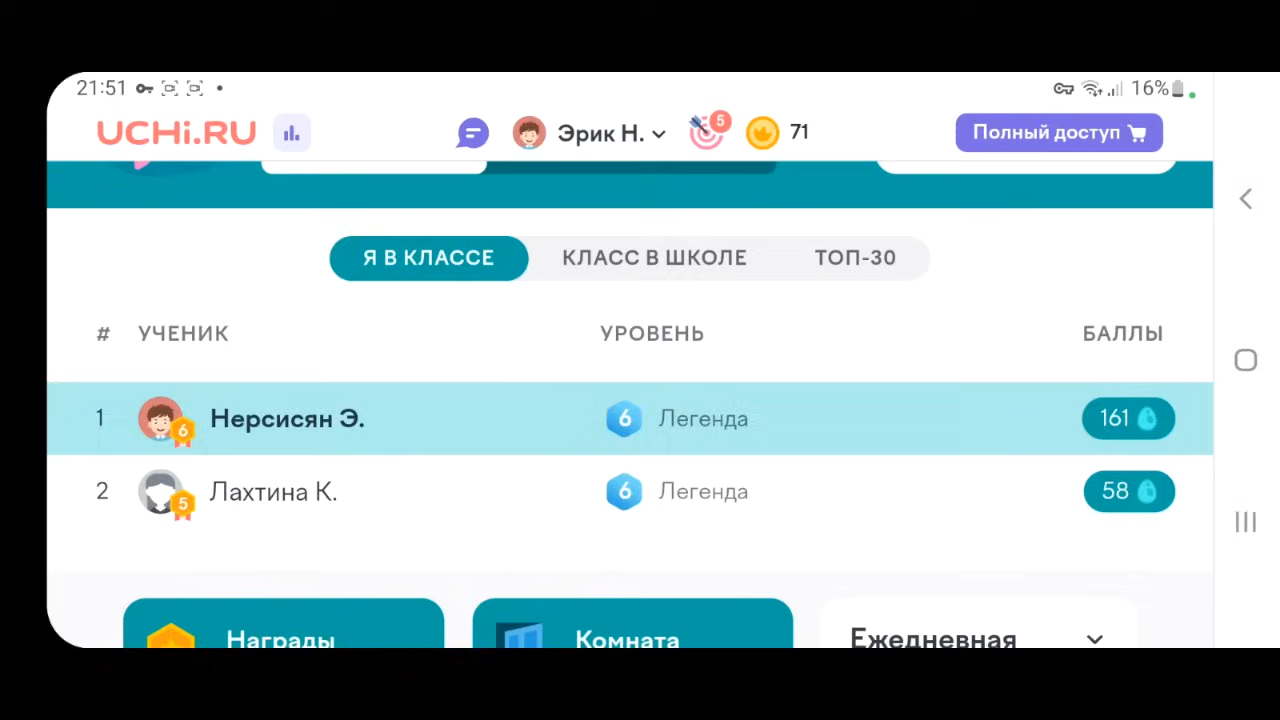 21:51 16%
UCHi.RU Эрик Н. 5 71 Полный доступ
Я В КЛАССЕ КЛАСС В ШКОЛЕ ТОП-30
# УЧЕНИК УРОВЕНЬ БАЛЛЫ
1 6 Нерсисян Э. 6 Легенда 161
2 5 Лахтина К. 6 Легенда 58
Награды Комната Ежедневная